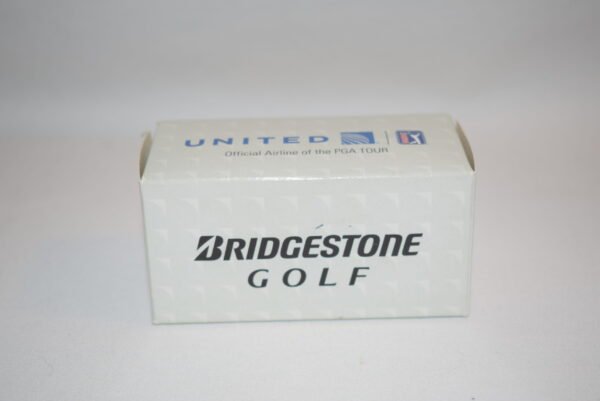 UNITED
Official Airline of the PGA TOUR
BRIDGESTONE
GOLF